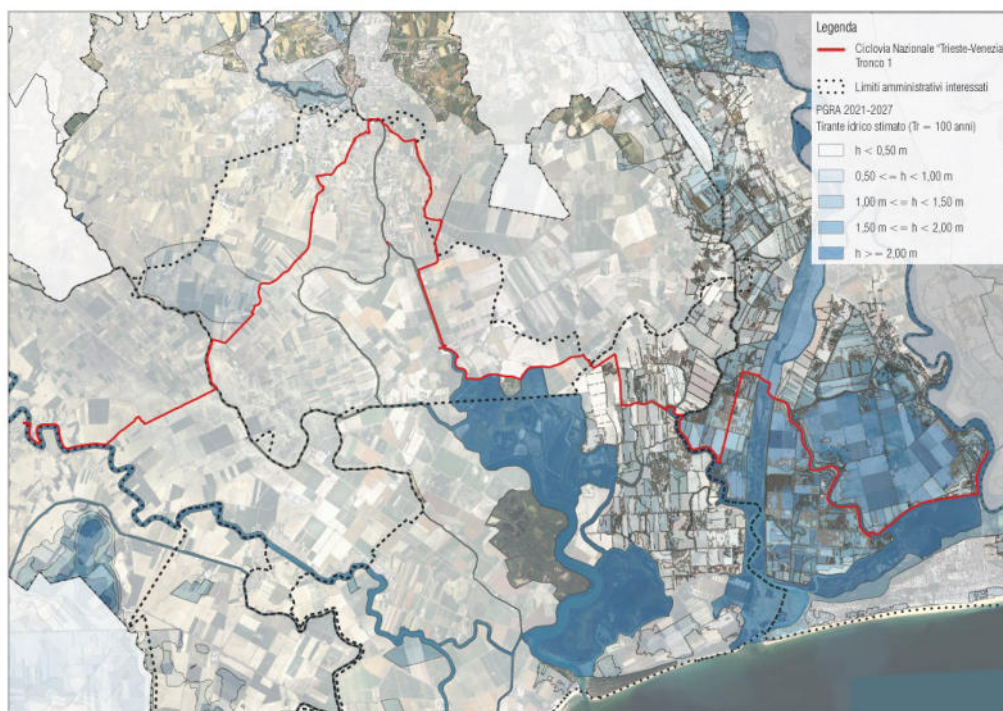 Legenda
Ciclovia Nazionale "Trieste-Venezia
Tronco 1
Limiti amministrativi interessati
PGRA 2021-2027
Tirante idrico stimato (Tr = 100 anni)
h < 0,50 m
0,50 <= h < 1,00 m
1,00 m <= h < 1,50 m
1,50 m <= h < 2,00 m
h >= 2,00 m